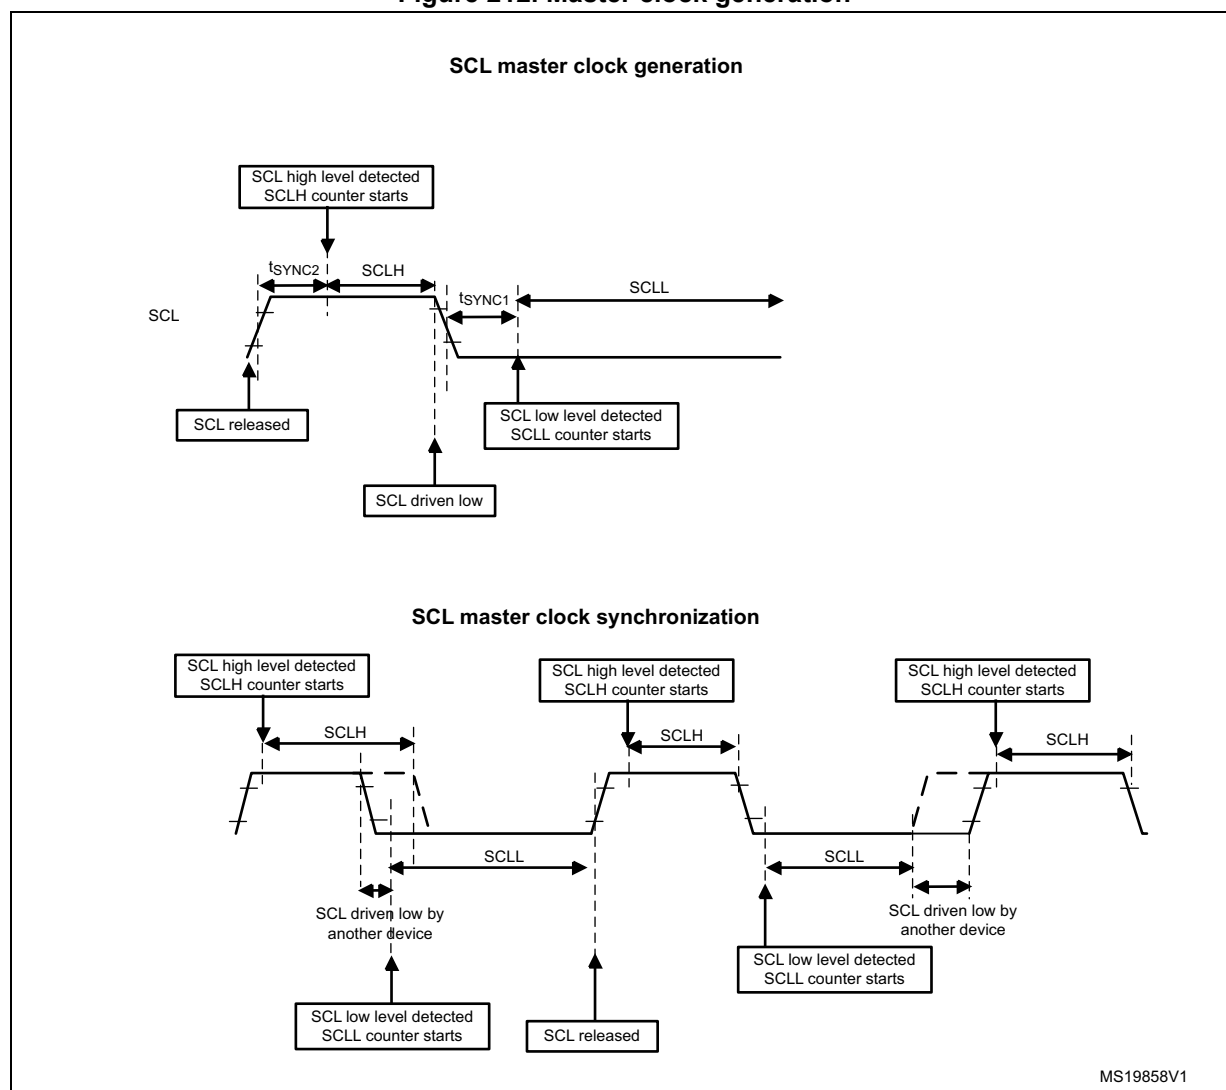 Figure 212. Master clock generation
SCL master clock generation
SCL high level detected
SCLH counter starts
tSYNC2
SCLH
SCL
tSYNC1
SCLL
SCL released
SCL low level detected
SCLL counter starts
SCL driven low
SCL master clock synchronization
SCL high level detected
SCLH counter starts
SCL high level detected
SCLH counter starts
SCL high level detected
SCLH counter starts
SCLH
SCLH
SCLH
SCLL
SCLL
SCL driven low by
another device
SCL driven low by
another device
SCL low level detected
SCLL counter starts
SCL low level detected
SCLL counter starts
SCL released
MS19858V1